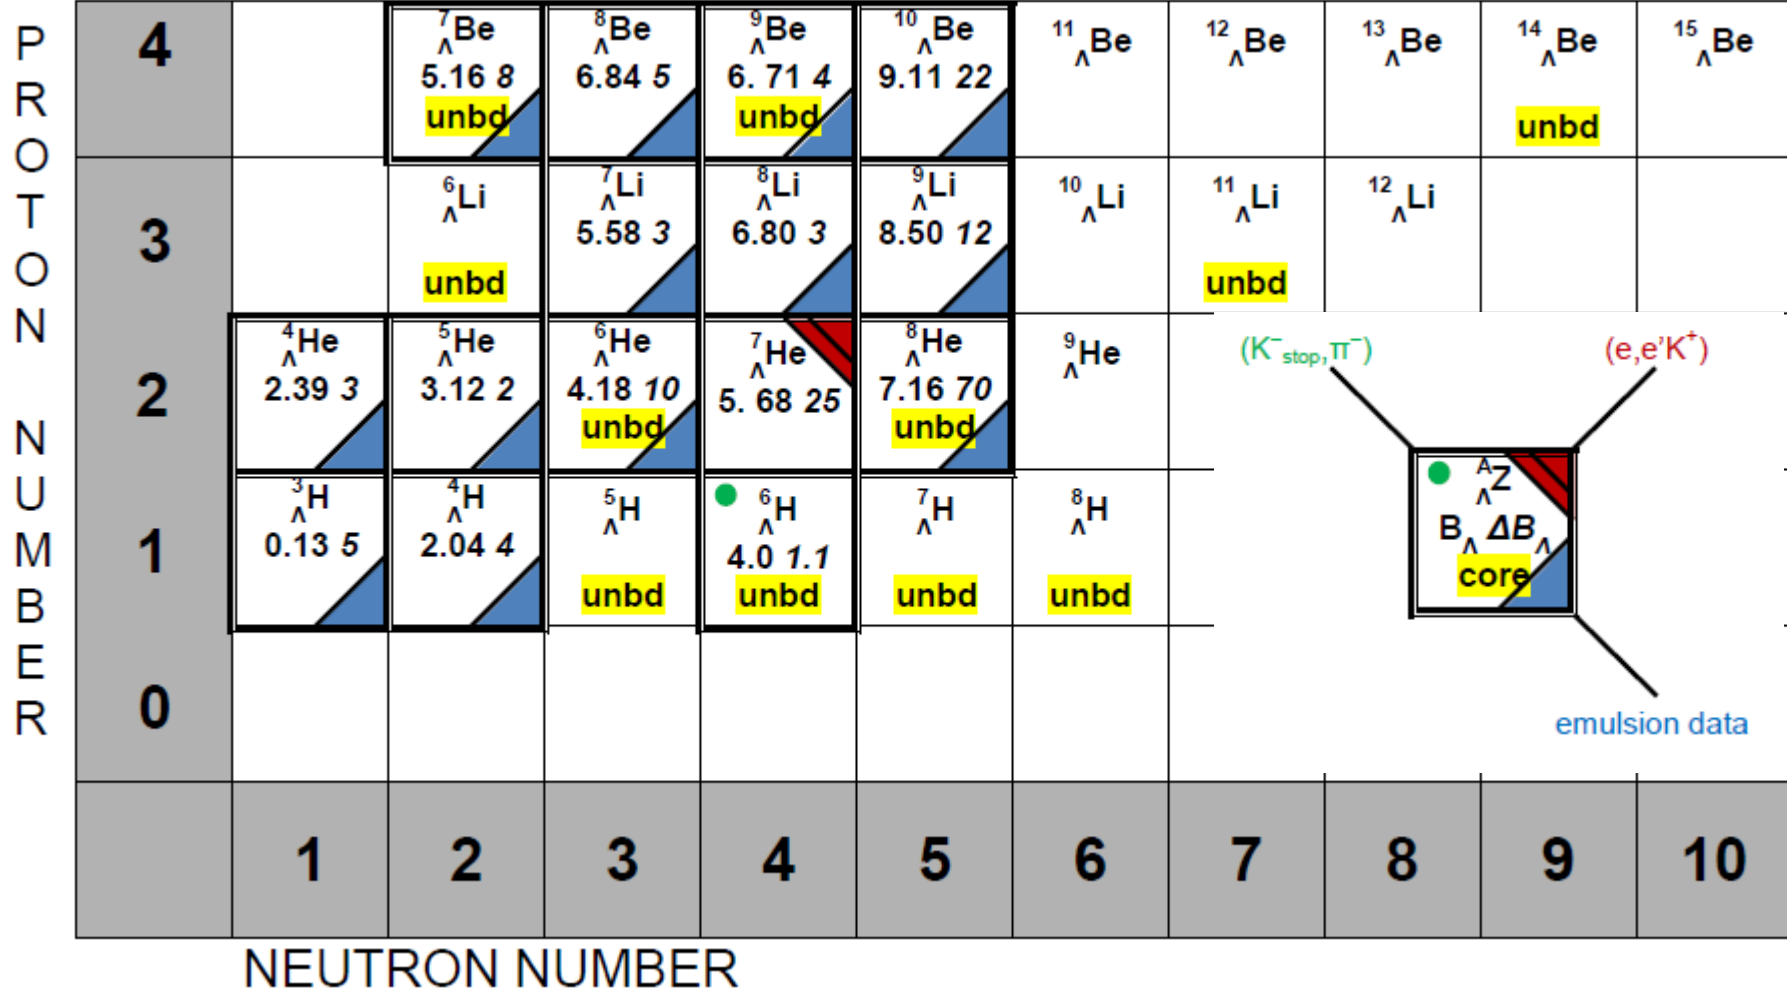 PROTON NUMBER
4
⁷ΛBe ⁸ΛBe ⁹ΛBe ¹⁰ΛBe ¹¹ΛBe ¹²ΛBe ¹³ΛBe ¹⁴ΛBe ¹⁵ΛBe
5.16 8 6.84 5 6. 71 4 9.11 22
unbd unbd unbd
3
⁶ΛLi ⁷ΛLi ⁸ΛLi ⁹ΛLi ¹⁰ΛLi ¹¹ΛLi ¹²ΛLi
5.58 3 6.80 3 8.50 12
unbd unbd
2
⁴ΛHe ⁵ΛHe ⁶ΛHe ⁷ΛHe ⁸ΛHe ⁹ΛHe
2.39 3 3.12 2 4.18 10 5. 68 25 7.16 70
unbd unbd
1
³ΛH ⁴ΛH ⁵ΛH ⁶ΛH ⁷ΛH ⁸ΛH
0.13 5 2.04 4 4.0 1.1
unbd unbd unbd unbd
0
1 2 3 4 5 6 7 8 9 10
NEUTRON NUMBER
(K⁻stop,π⁻) (e,e'K⁺)
ᴬΛZ
BΛ ΔBΛ
core
emulsion data